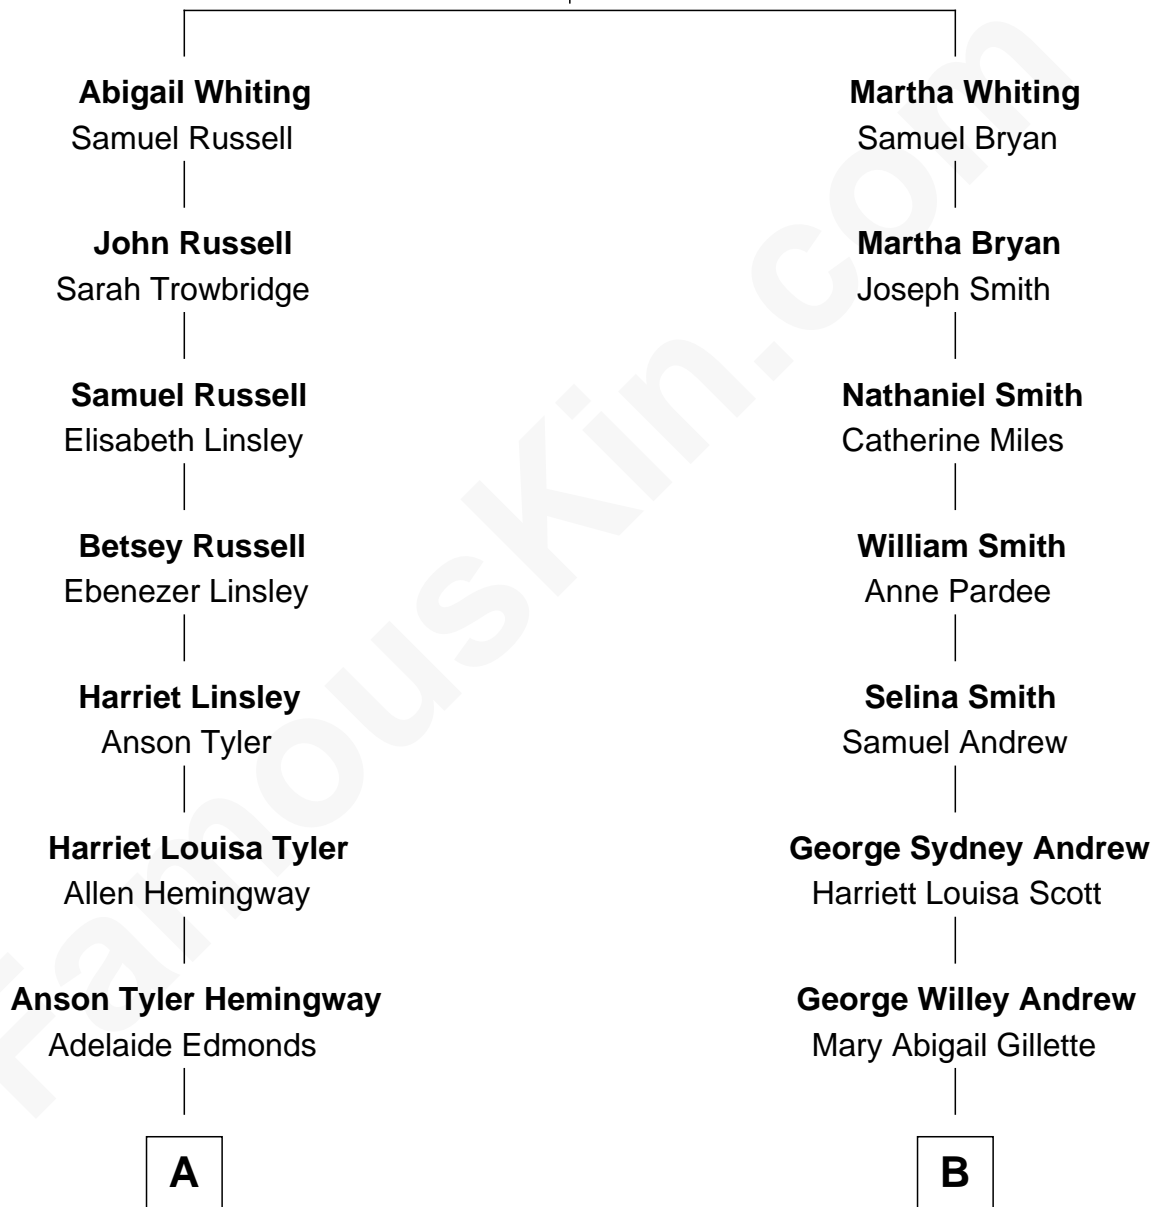 Abigail Whiting
Samuel Russell
Martha Whiting
Samuel Bryan
John Russell
Sarah Trowbridge
Martha Bryan
Joseph Smith
Samuel Russell
Elisabeth Linsley
Nathaniel Smith
Catherine Miles
Betsey Russell
Ebenezer Linsley
William Smith
Anne Pardee
Harriet Linsley
Anson Tyler
Selina Smith
Samuel Andrew
Harriet Louisa Tyler
Allen Hemingway
George Sydney Andrew
Harriett Louisa Scott
Anson Tyler Hemingway
Adelaide Edmonds
George Willey Andrew
Mary Abigail Gillette
A
B
FamousKin.com